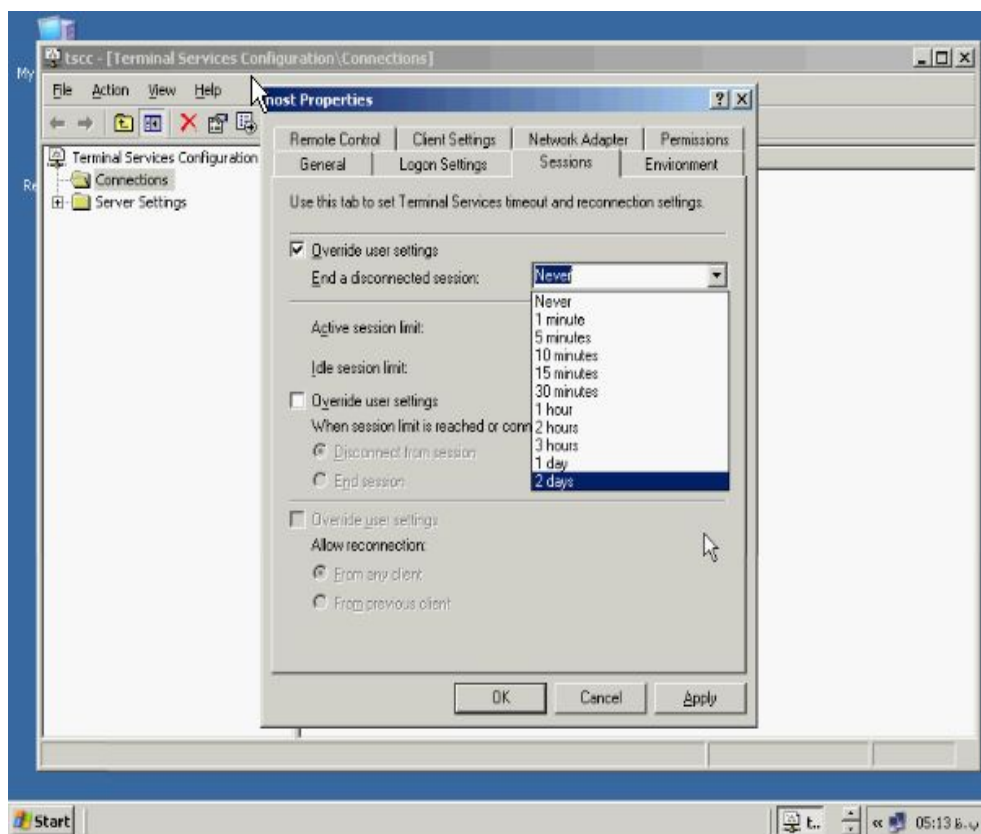 My
tscc - [Terminal Services Configuration\Connections]
File Action View Help
nost Properties
Remote Control Client Settings Network Adapter Permissions
General Logon Settings Sessions Environment
Terminal Services Configuration
Connections
Server Settings
Re
Use this tab to set Terminal Services timeout and reconnection settings.
Override user settings
End a disconnected session: Never
Never
1 minute
5 minutes
10 minutes
15 minutes
30 minutes
1 hour
2 hours
3 hours
1 day
2 days
Active session limit:
Idle session limit:
Override user settings
When session limit is reached or conn
Disconnect from session
End session
Override user settings
Allow reconnection:
From any client
From previous client
OK Cancel Apply
Start t.. « 05:13 ب.ظ